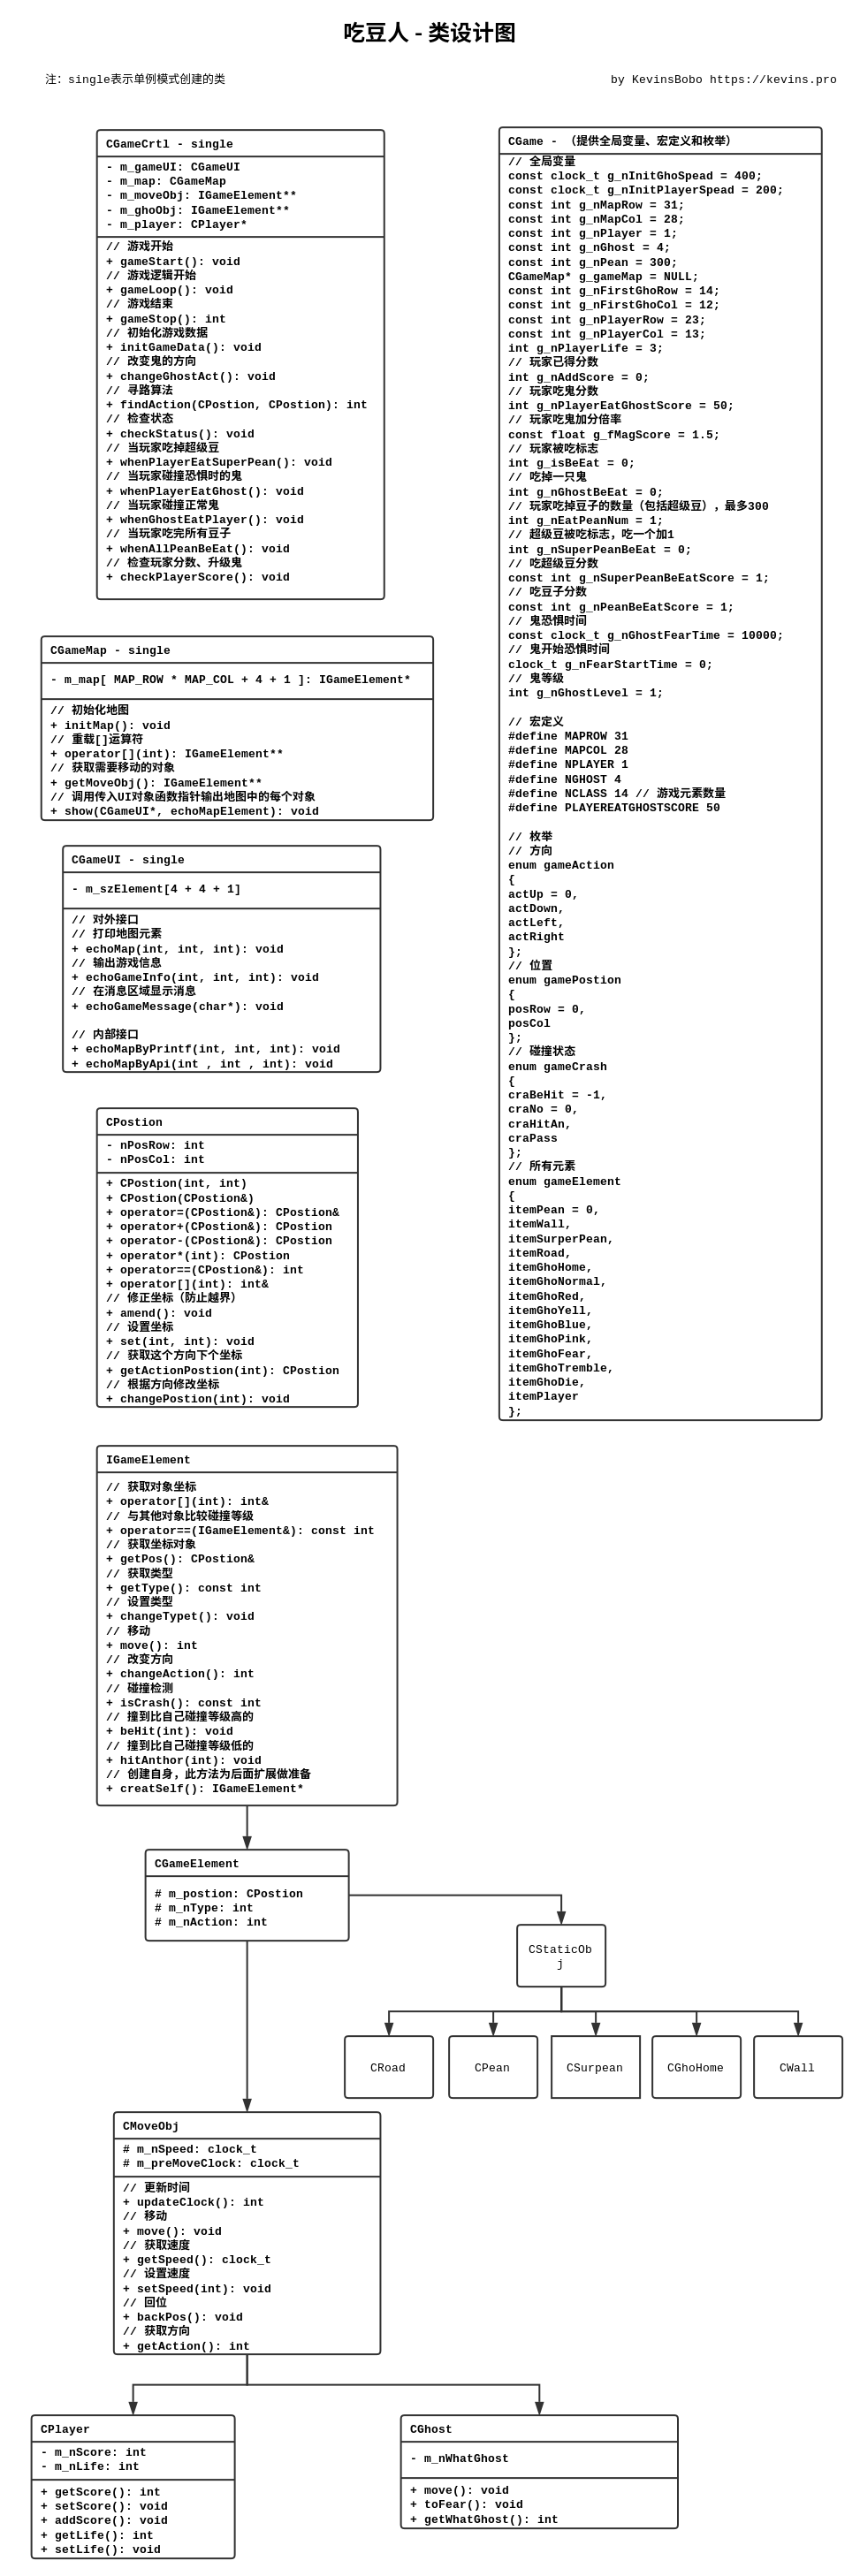 吃豆人 - 类设计图
注: single表示单例模式创建的类
by KevinsBobo https://kevins.pro
CGameCrtl - single
- m_gameUI: CGameUI
- m_map: CGameMap
- m_moveObj: IGameElement**
- m_ghoObj: IGameElement**
- m_player: CPlayer*
// 游戏开始
+ gameStart(): void
// 游戏逻辑开始
+ gameLoop(): void
// 游戏结束
+ gameStop(): int
// 初始化游戏数据
+ initGameData(): void
// 改变鬼的方向
+ changeGhostAct(): void
// 寻路算法
+ findAction(CPostion, CPostion): int
// 检查状态
+ checkStatus(): void
// 当玩家吃掉超级豆
+ whenPlayerEatSuperPean(): void
// 当玩家碰撞恐惧时的鬼
+ whenPlayerEatGhost(): void
// 当玩家碰撞正常鬼
+ whenGhostEatPlayer(): void
// 当玩家吃完所有豆子
+ whenAllPeanBeEat(): void
// 检查玩家分数、升级鬼
+ checkPlayerScore(): void
CGameMap - single
- m_map[ MAP_ROW * MAP_COL + 4 + 1 ]: IGameElement*
// 初始化地图
+ initMap(): void
// 重载[]运算符
+ operator[](int): IGameElement**
// 获取需要移动的对象
+ getMoveObj(): IGameElement**
// 调用传入UI对象函数指针输出地图中的每个对象
+ show(CGameUI*, echoMapElement): void
CGameUI - single
- m_szElement[4 + 4 + 1]
// 对外接口
// 打印地图元素
+ echoMap(int, int, int): void
// 输出游戏信息
+ echoGameInfo(int, int, int): void
// 在消息区域显示消息
+ echoGameMessage(char*): void
// 内部接口
+ echoMapByPrintf(int, int, int): void
+ echoMapByApi(int , int , int): void
CPostion
- nPosRow: int
- nPosCol: int
+ CPostion(int, int)
+ CPostion(CPostion&)
+ operator=(CPostion&): CPostion&
+ operator+(CPostion&): CPostion
+ operator-(CPostion&): CPostion
+ operator*(int): CPostion
+ operator==(CPostion&): int
+ operator[](int): int&
// 修正坐标（防止越界）
+ amend(): void
// 设置坐标
+ set(int, int): void
// 获取这个方向下个坐标
+ getActionPostion(int): CPostion
// 根据方向修改坐标
+ changePostion(int): void
CGame - （提供全局变量、宏定义和枚举）
// 全局变量
const clock_t g_nInitGhoSpead = 400;
const clock_t g_nInitPlayerSpead = 200;
const int g_nMapRow = 31;
const int g_nMapCol = 28;
const int g_nPlayer = 1;
const int g_nGhost = 4;
const int g_nPean = 300;
CGameMap* g_gameMap = NULL;
const int g_nFirstGhoRow = 14;
const int g_nFirstGhoCol = 12;
const int g_nPlayerRow = 23;
const int g_nPlayerCol = 13;
int g_nPlayerLife = 3;
// 玩家已得分数
int g_nAddScore = 0;
// 玩家吃鬼分数
int g_nPlayerEatGhostScore = 50;
// 玩家吃鬼加分倍率
const float g_fMagScore = 1.5;
// 玩家被吃标志
int g_isBeEat = 0;
// 吃掉一只鬼
int g_nGhostBeEat = 0;
// 玩家吃掉豆子的数量（包括超级豆），最多300
int g_nEatPeanNum = 1;
// 超级豆被吃标志，吃一个加1
int g_nSuperPeanBeEat = 0;
// 吃超级豆分数
const int g_nSuperPeanBeEatScore = 1;
// 吃豆子分数
const int g_nPeanBeEatScore = 1;
// 鬼恐惧时间
const clock_t g_nGhostFearTime = 10000;
// 鬼开始恐惧时间
clock_t g_nFearStartTime = 0;
// 鬼等级
int g_nGhostLevel = 1;
// 宏定义
#define MAPROW 31
#define MAPCOL 28
#define NPLAYER 1
#define NGHOST 4
#define NCLASS 14 // 游戏元素数量
#define PLAYEREATGHOSTSCORE 50
// 枚举
// 方向
enum gameAction
{
actUp = 0,
actDown,
actLeft,
actRight
};
// 位置
enum gamePostion
{
posRow = 0,
posCol
};
// 碰撞状态
enum gameCrash
{
craBeHit = -1,
craNo = 0,
craHitAn,
craPass
};
// 所有元素
enum gameElement
{
itemPean = 0,
itemWall,
itemSurperPean,
itemRoad,
itemGhoHome,
itemGhoNormal,
itemGhoRed,
itemGhoYell,
itemGhoBlue,
itemGhoPink,
itemGhoFear,
itemGhoTremble,
itemGhoDie,
itemPlayer
};
IGameElement
// 获取对象坐标
+ operator[](int): int&
// 与其他对象比较碰撞等级
+ operator==(IGameElement&): const int
// 获取坐标对象
+ getPos(): CPostion&
// 获取类型
+ getType(): const int
// 设置类型
+ changeTypet(): void
// 移动
+ move(): int
// 改变方向
+ changeAction(): int
// 碰撞检测
+ isCrash(): const int
// 撞到比自己碰撞等级高的
+ beHit(int): void
// 撞到比自己碰撞等级低的
+ hitAnthor(int): void
// 创建自身，此方法为后面扩展做准备
+ creatSelf(): IGameElement*
CGameElement
# m_postion: CPostion
# m_nType: int
# m_nAction: int
CStaticOb
j
CRoad
CPean
CSurpean
CGhoHome
CWall
CMoveObj
# m_nSpeed: clock_t
# m_preMoveClock: clock_t
// 更新时间
+ updateClock(): int
// 移动
+ move(): void
// 获取速度
+ getSpeed(): clock_t
// 设置速度
+ setSpeed(int): void
// 回位
+ backPos(): void
// 获取方向
+ getAction(): int
CPlayer
- m_nScore: int
- m_nLife: int
+ getScore(): int
+ setScore(): void
+ addScore(): void
+ getLife(): int
+ setLife(): void
CGhost
- m_nWhatGhost
+ move(): void
+ toFear(): void
+ getWhatGhost(): int